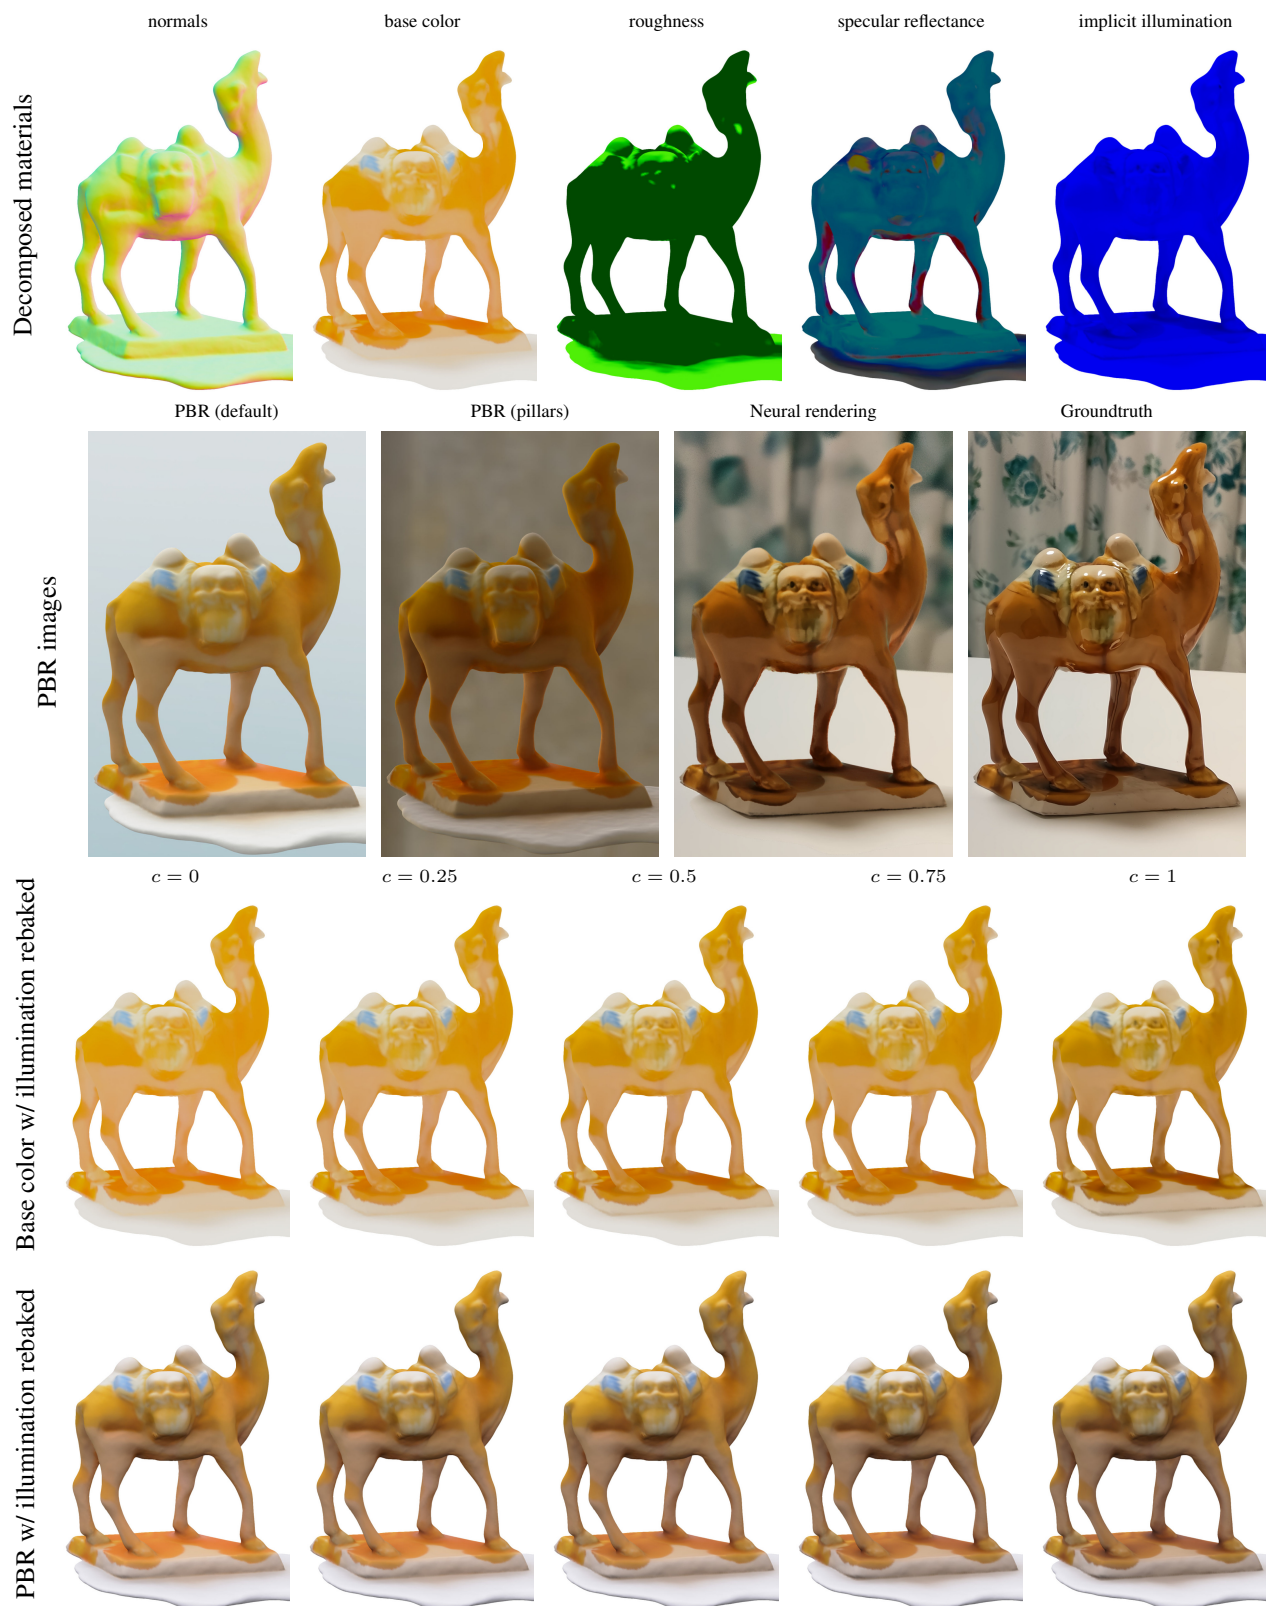 normals
base color
roughness
specular reflectance
implicit illumination
Decomposed materials
PBR (default)
PBR (pillars)
Neural rendering
Groundtruth
PBR images
c = 0
c = 0.25
c = 0.5
c = 0.75
c = 1
Base color w/ illumination rebaked
PBR w/ illumination rebaked